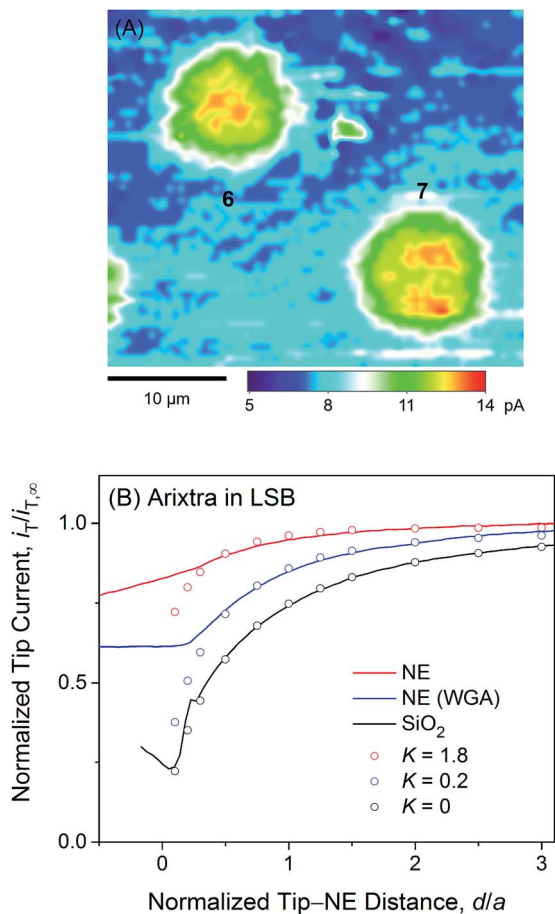 (A)
6
7
10 μm
5 8 11 14 pA
(B) Arixtra in LSB
Normalized Tip Current, iT/iT,∞
1.0
0.5
0.0
NE
NE (WGA)
SiO2
K = 1.8
K = 0.2
K = 0
0 1 2 3
Normalized Tip–NE Distance, d/a